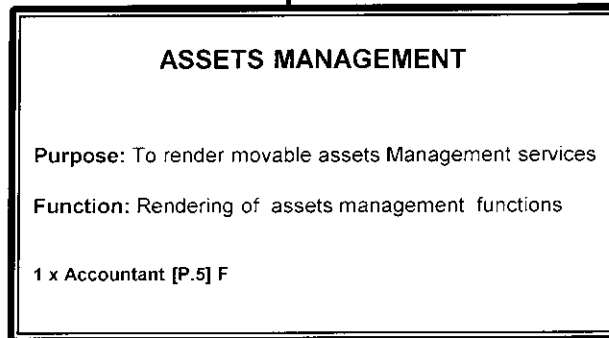 ASSETS MANAGEMENT
Purpose: To render movable assets Management services
Function: Rendering of assets management functions
1 x Accountant [P.5] F